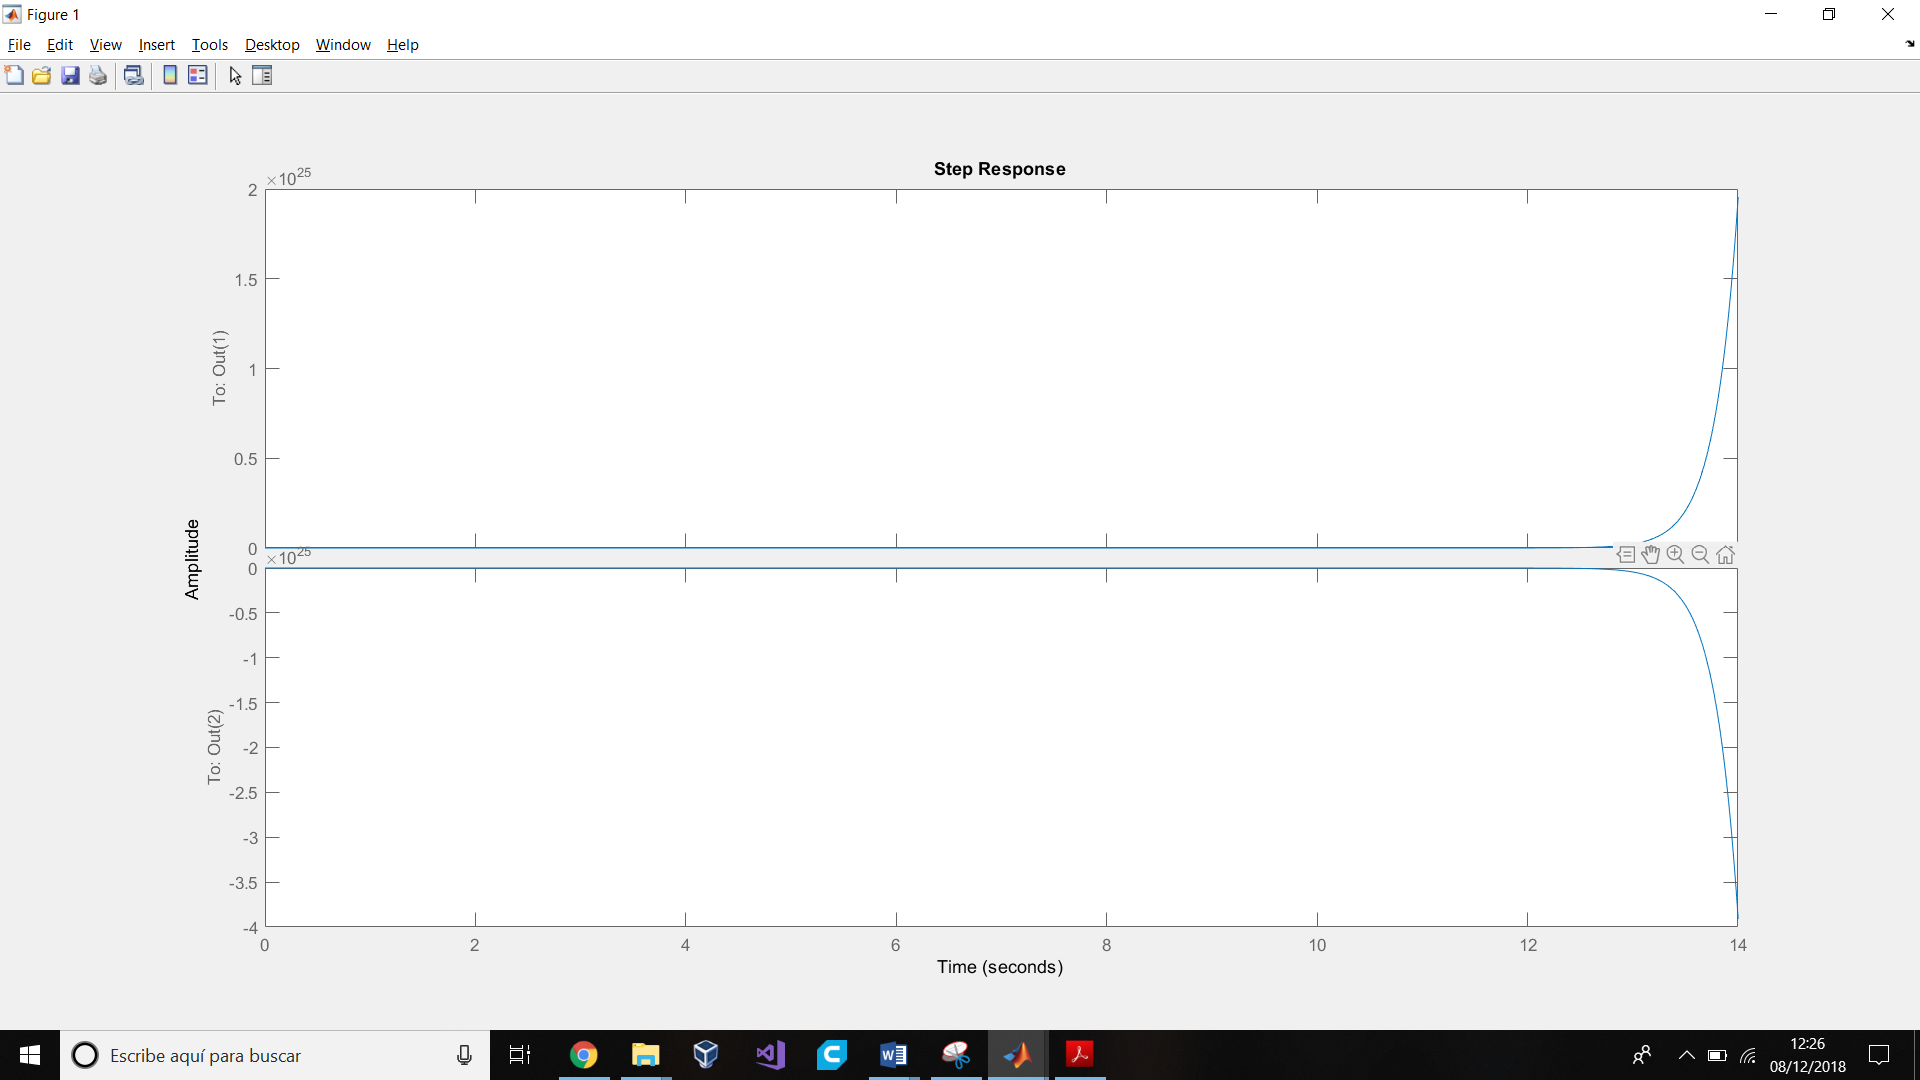 Figure 1
File Edit View Insert Tools Desktop Window Help
Step Response
×10^25
2
1.5
1
0.5
0
To: Out(1)
Amplitude
×10^25
0
-0.5
-1
-1.5
-2
-2.5
-3
-3.5
-4
To: Out(2)
0 2 4 6 8 10 12 14
Time (seconds)
Escribe aquí para buscar
12:26
08/12/2018